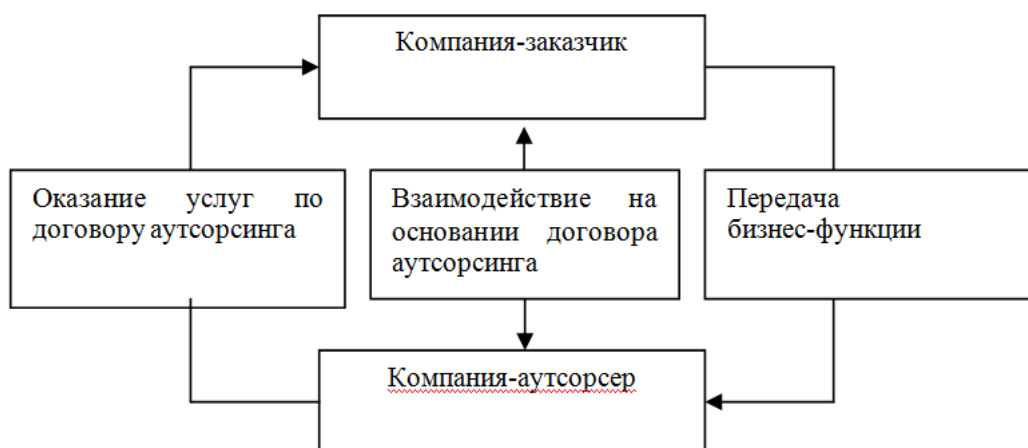 Компания-заказчик
Оказание услуг по
договору аутсорсинга
Взаимодействие на
основании договора
аутсорсинга
Передача
бизнес-функции
Компания-аутсорсер